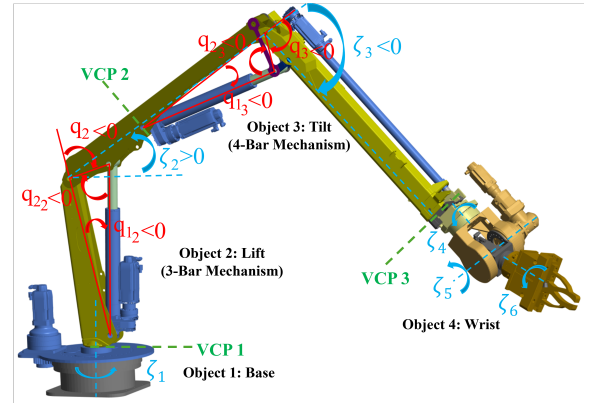 q₂₃<0
q₃<0
ζ₃<0
VCP 2
q₁₃<0
q₂<0
ζ₂>0
Object 3: Tilt
(4-Bar Mechanism)
q₂₂<0
q₁₂<0
Object 2: Lift
(3-Bar Mechanism)
ζ₄
VCP 3
ζ₅
ζ₆
Object 4: Wrist
VCP 1
ζ₁
Object 1: Base